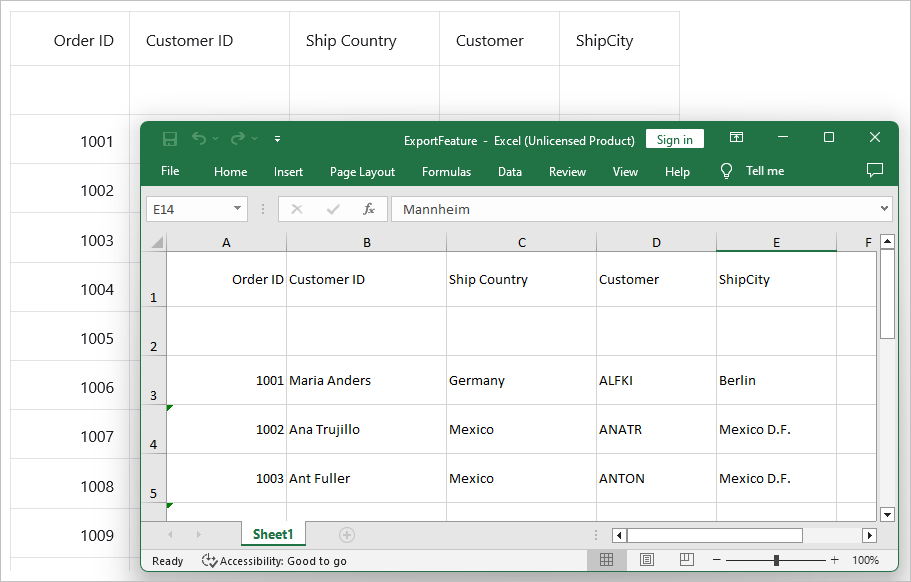 Order ID Customer ID Ship Country Customer ShipCity
1001
1002
1003
1004
1005
1006
1007
1008
1009
ExportFeature - Excel (Unlicensed Product) Sign in
File Home Insert Page Layout Formulas Data Review View Help Tell me
E14 fx Mannheim
A B C D E F
1 Order ID Customer ID Ship Country Customer ShipCity
2
3 1001 Maria Anders Germany ALFKI Berlin
4 1002 Ana Trujillo Mexico ANATR Mexico D.F.
5 1003 Ant Fuller Mexico ANTON Mexico D.F.
Sheet1
Ready Accessibility: Good to go 100%